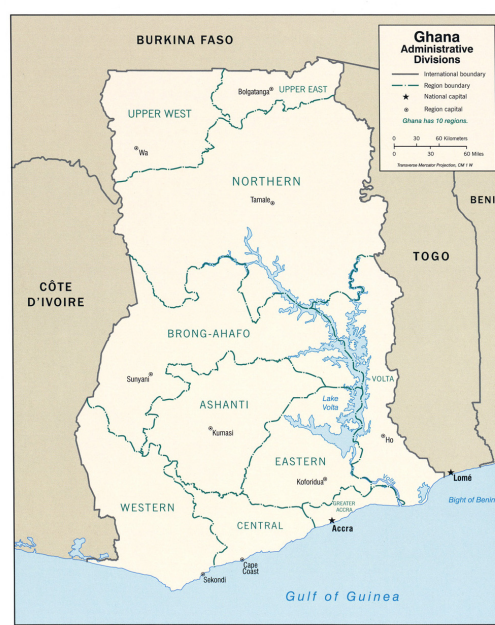 BURKINA FASO
Ghana
Administrative
Divisions
International boundary
Region boundary
National capital
Region capital
Ghana has 10 regions.
0 30 60 Kilometers
0 30 60 Miles
Transverse Mercator Projection, CM 1 W
Bolgatanga
UPPER EAST
UPPER WEST
Wa
NORTHERN
Tamale
BENI
TOGO
CÔTE
D'IVOIRE
BRONG-AHAFO
Sunyani
VOLTA
Lake
Volta
ASHANTI
Kumasi
Ho
EASTERN
Koforidua
Lomé
Bight of Benin
WESTERN
GREATER
ACCRA
CENTRAL
Accra
Cape
Coast
Sekondi
Gulf of Guinea